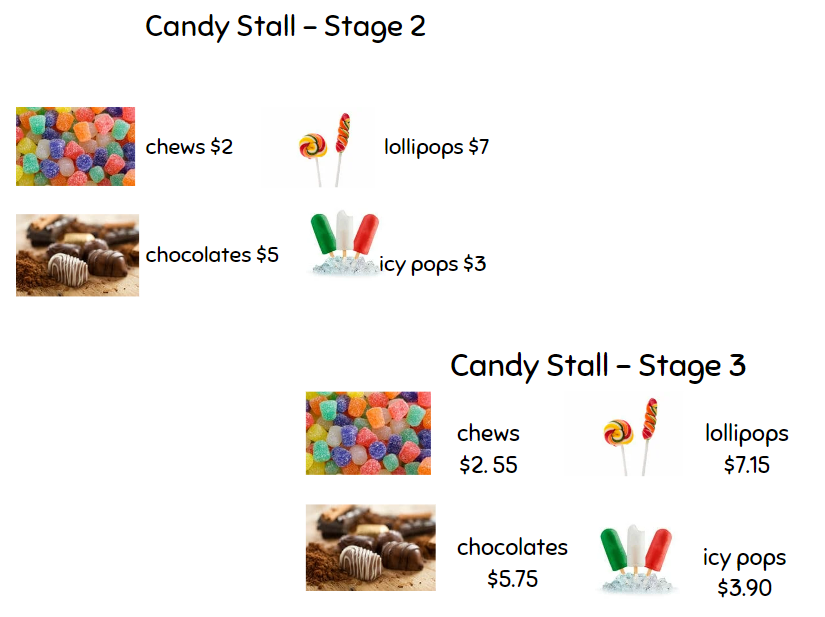 Candy Stall – Stage 2
chews $2
lollipops $7
chocolates $5
icy pops $3
Candy Stall – Stage 3
chews
$2. 55
lollipops
$7.15
chocolates
$5.75
icy pops
$3.90